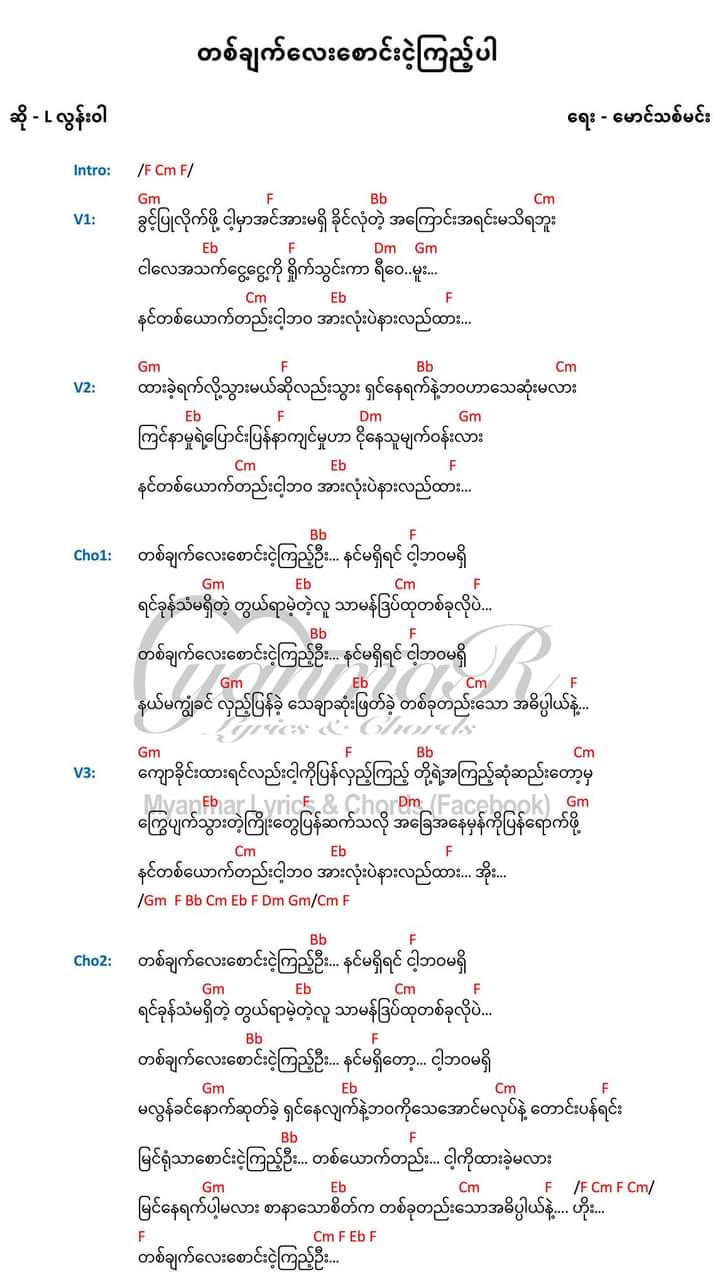 တစ်ချက်လေးစောင်းငဲ့ကြည့်ပါ
ဆို - L လွန်းဝါ
ရေး - မောင်သစ်မင်း
Intro: /F Cm F/
Gm F Bb Cm
V1: ခွင့်ပြုလိုက်ဖို့ ငါ့မှာအင်အားမရှိ ခိုင်လုံတဲ့ အကြောင်းအရင်းမသိရဘူး
Eb F Dm Gm
ငါလေအသက်ငွေ့ငွေ့ကို ရှိုက်သွင်းကာ ရီဝေ..မူး...
Cm Eb F
နင်တစ်ယောက်တည်းငါ့ဘဝ အားလုံးပဲနားလည်ထား...
Gm F Bb Cm
V2: ထားခဲ့ရက်လို့သွားမယ်ဆိုလည်းသွား ရှင်နေရက်နဲ့ဘဝဟာသေဆုံးမလား
Eb F Dm Gm
ကြင်နာမှုရဲ့ပြောင်းပြန်နာကျင်မှုဟာ ငိုနေသူမျက်ဝန်းလား
Cm Eb F
နင်တစ်ယောက်တည်းငါ့ဘဝ အားလုံးပဲနားလည်ထား...
Bb F
Cho1: တစ်ချက်လေးစောင်းငဲ့ကြည့်ဦး... နင်မရှိရင် ငါ့ဘဝမရှိ
Gm Eb Cm F
ရင်ခုန်သံမရှိတဲ့ တွယ်ရာမဲ့တဲ့လူ သာမန်ဒြပ်ထုတစ်ခုလိုပဲ...
Bb F
တစ်ချက်လေးစောင်းငဲ့ကြည့်ဦး... နင်မရှိရင် ငါ့ဘဝမရှိ
Gm Eb Cm F
နယ်မကျွံခင် လှည့်ပြန်ခဲ့ သေချာဆုံးဖြတ်ခဲ့ တစ်ခုတည်းသော အဓိပ္ပါယ်နဲ့...
MyanmaR
Lyrics & Chords
Gm F Bb Cm
V3: ကျောခိုင်းထားရင်လည်းငါ့ကိုပြန်လှည့်ကြည့် တို့ရဲ့အကြည့်ဆုံဆည်းတော့မှ
Myanmar Lyrics & Chords (Facebook)
Eb F Dm Gm
ကြွေပျက်သွားတဲ့ကြိုးတွေပြန်ဆက်သလို အခြေအနေမှန်ကိုပြန်ရောက်ဖို့
Cm Eb F
နင်တစ်ယောက်တည်းငါ့ဘဝ အားလုံးပဲနားလည်ထား... အိုး...
/Gm F Bb Cm Eb F Dm Gm/Cm F
Bb F
Cho2: တစ်ချက်လေးစောင်းငဲ့ကြည့်ဦး... နင်မရှိရင် ငါ့ဘဝမရှိ
Gm Eb Cm F
ရင်ခုန်သံမရှိတဲ့ တွယ်ရာမဲ့တဲ့လူ သာမန်ဒြပ်ထုတစ်ခုလိုပဲ...
Bb F
တစ်ချက်လေးစောင်းငဲ့ကြည့်ဦး... နင်မရှိတော့... ငါ့ဘဝမရှိ
Gm Eb Cm F
မလွန်ခင်နောက်ဆုတ်ခဲ့ ရှင်နေလျက်နဲ့ဘဝကိုသေအောင်မလုပ်နဲ့ တောင်းပန်ရင်း
Bb F
မြင်ရုံသာစောင်းငဲ့ကြည့်ဦး... တစ်ယောက်တည်း... ငါ့ကိုထားခဲ့မလား
Gm Eb Cm F /F Cm F Cm/
မြင်နေရက်ပါ့မလား စာနာသောစိတ်က တစ်ခုတည်းသောအဓိပ္ပါယ်နဲ့.... ဟိုး...
F Cm F Eb F
တစ်ချက်လေးစောင်းငဲ့ကြည့်ဦး...